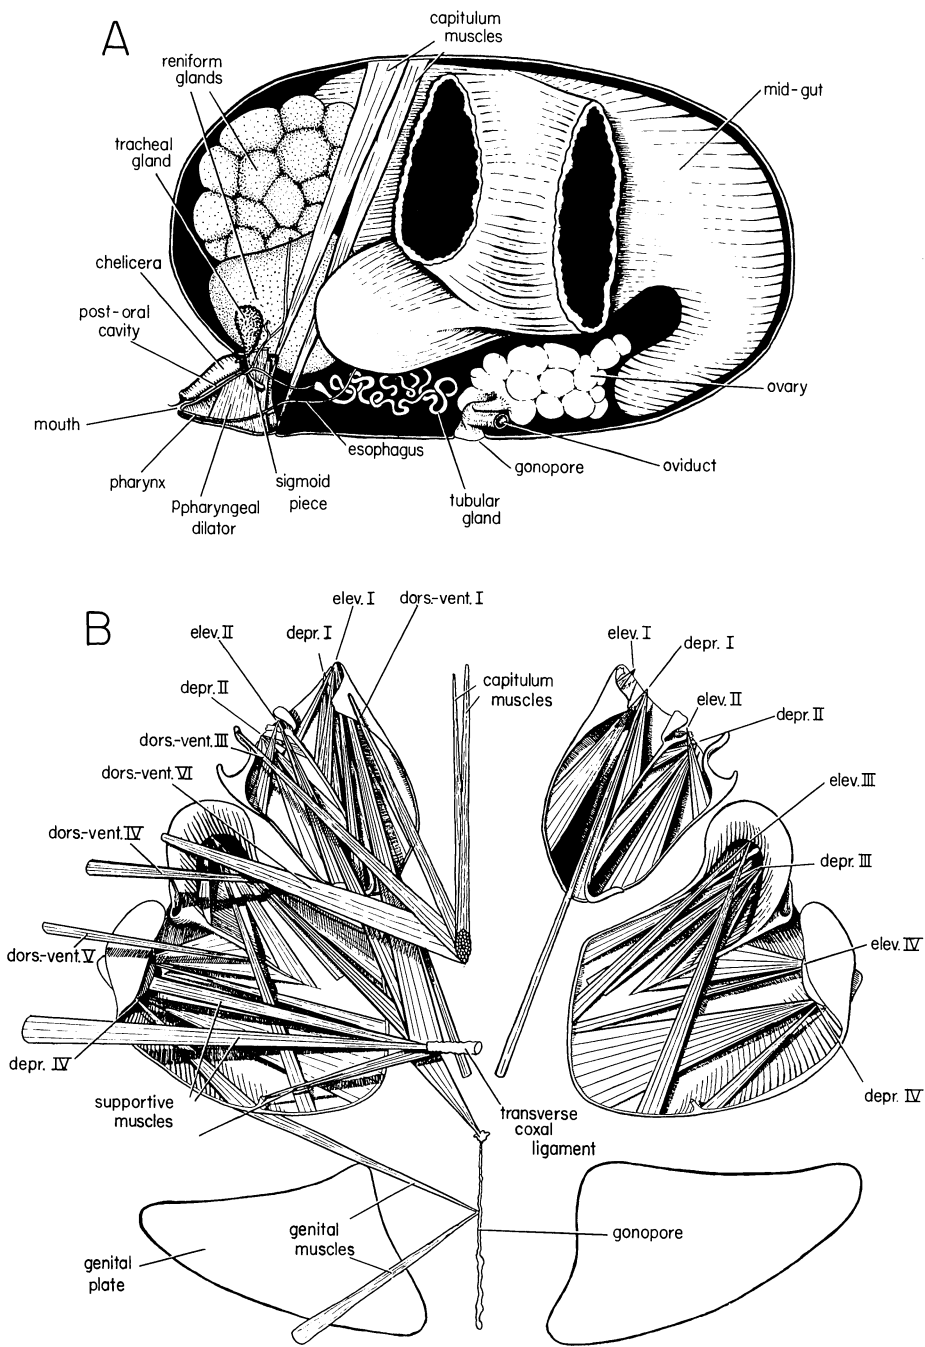 A
capitulum
muscles
reniform
glands
mid-gut
tracheal
gland
chelicera
post-oral
cavity
ovary
mouth
esophagus
gonopore
oviduct
pharynx
sigmoid
piece
Ppharyngeal
dilator
tubular
gland
B
elev. I
dors.-vent. I
elev. II
depr. I
elev. I
depr. I
capitulum
muscles
depr. II
elev. II
depr. II
dors.-vent. III
dors.-vent. VI
elev. III
dors.-vent. IV
depr. III
dors.-vent. V
elev. IV
depr. IV
depr. IV
supportive
muscles
transverse
coxal
ligament
genital
muscles
gonopore
genital
plate